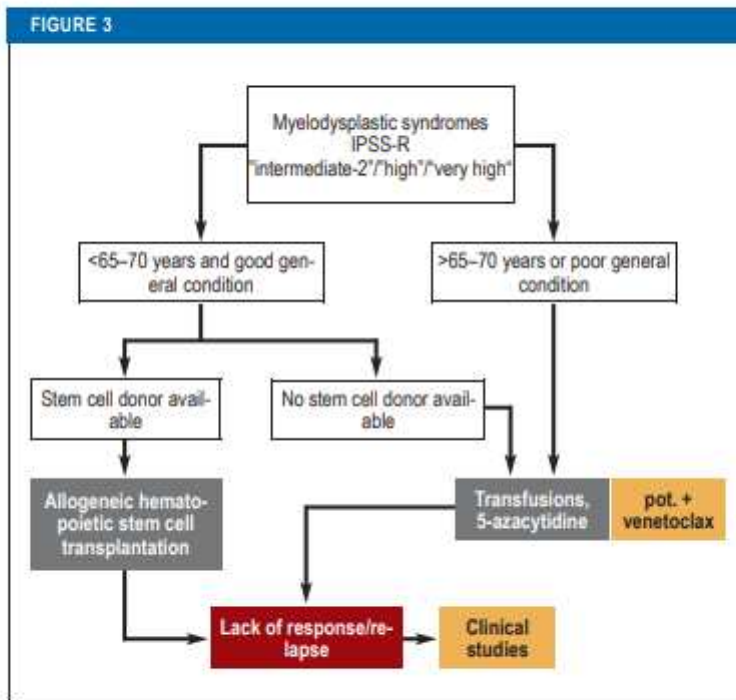 FIGURE 3
Myelodysplastic syndromes
IPSS-R
"intermediate-2"/"high"/"very high“
<65–70 years and good gen-
eral condition
>65–70 years or poor general
condition
Stem cell donor avail-
able
No stem cell donor avail-
able
Allogeneic hemato-
poietic stem cell
transplantation
Transfusions,
5-azacytidine
pot. +
venetoclax
Lack of response/re-
lapse
Clinical
studies